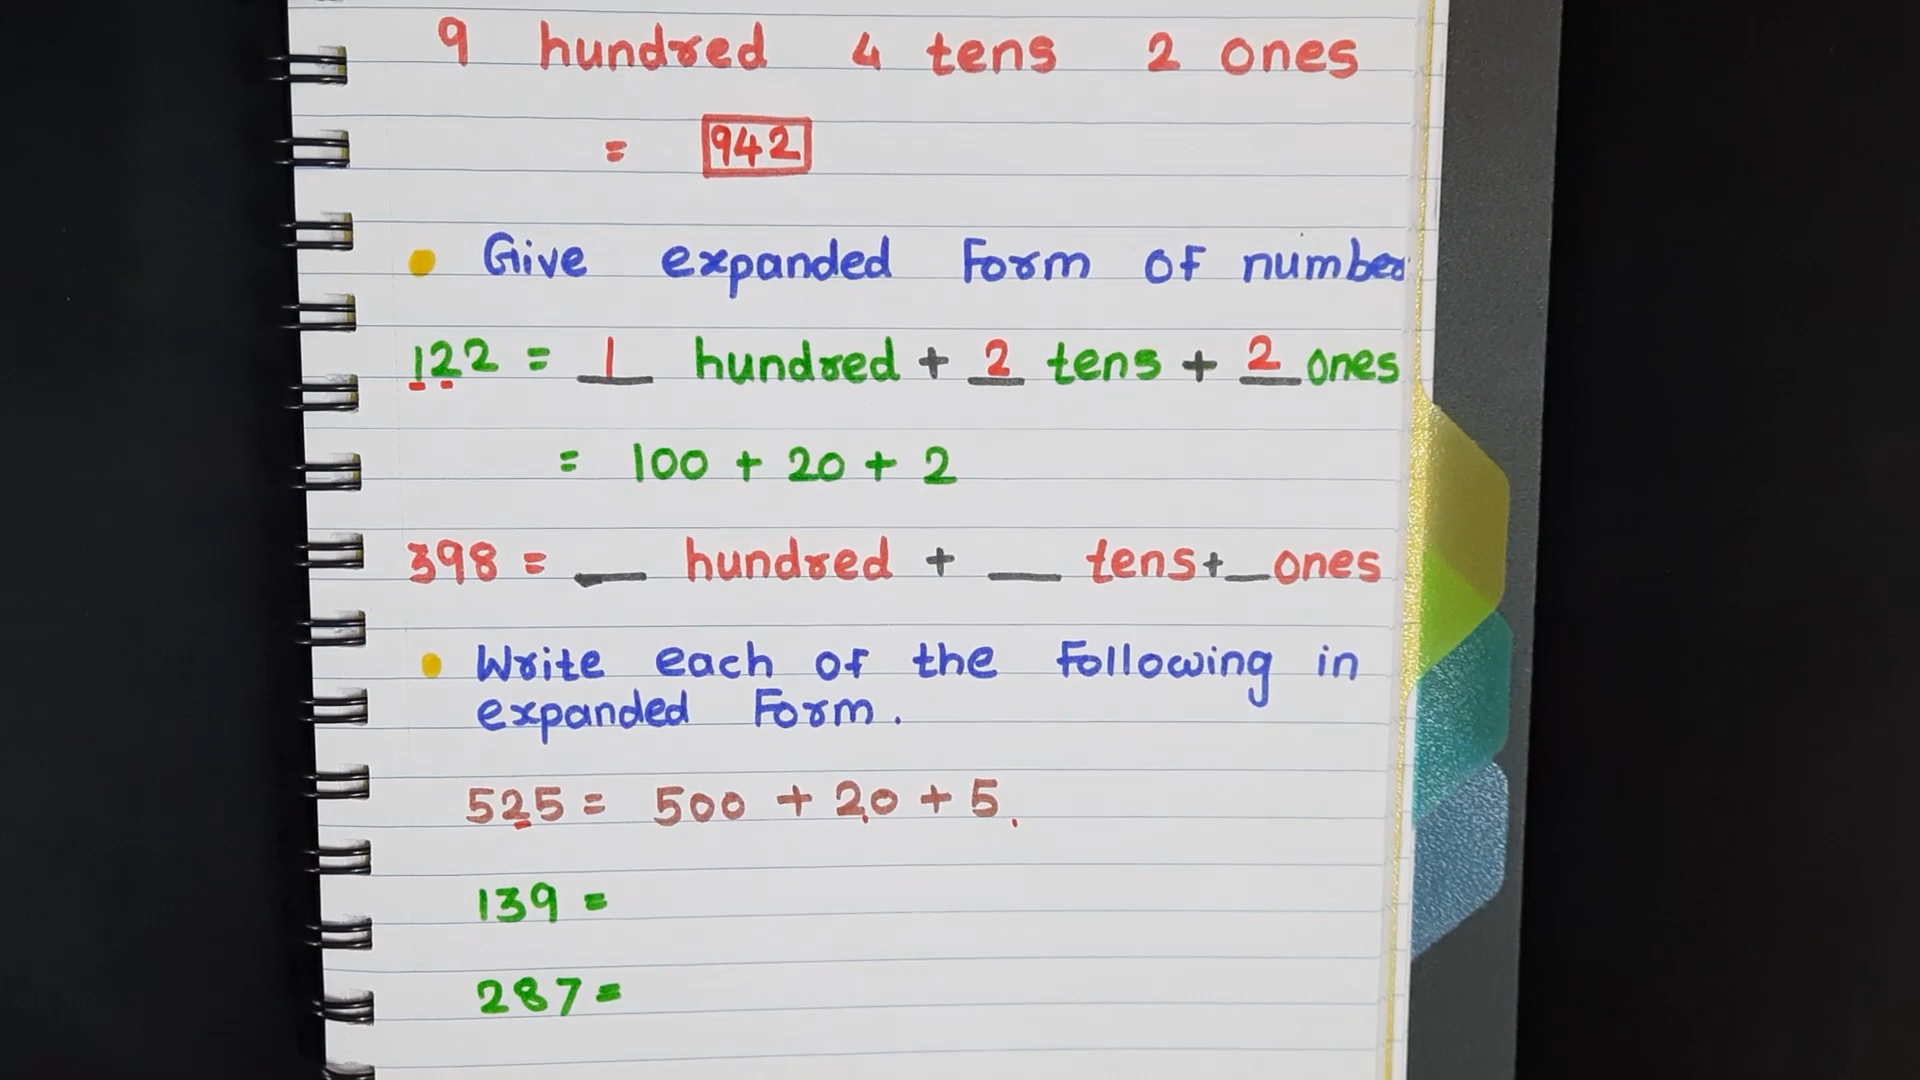 9 hundred 4 tens 2 ones
= 942
• Give expanded Form of number
122 = 1 hundred + 2 tens + 2 ones
= 100 + 20 + 2
398 = __ hundred + __ tens + __ ones
• Write each of the Following in
expanded Form.
525 = 500 + 20 + 5
139 =
287 =